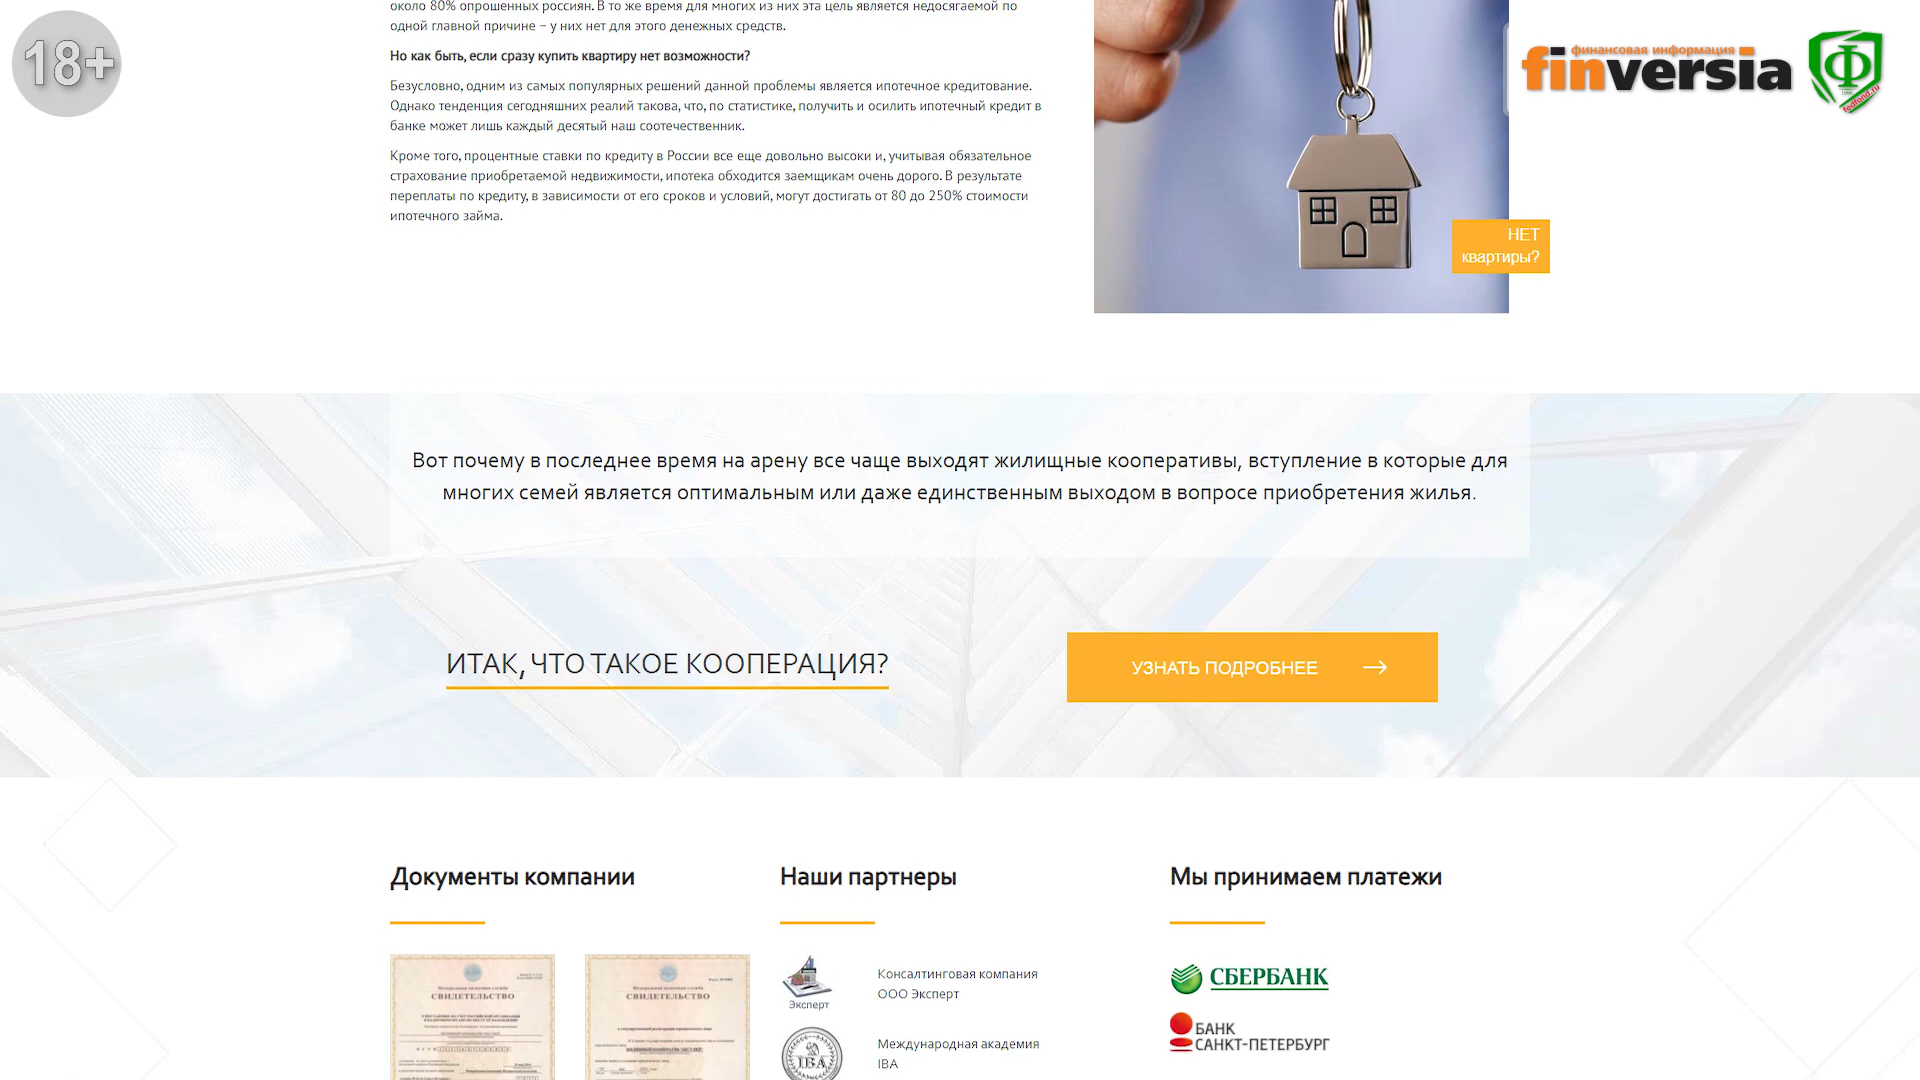 18+
финансовая информация
finversia
fedfond.ru
около 80% опрошенных россиян. В то же время для многих из них эта цель является недосягаемой по
одной главной причине – у них нет для этого денежных средств.
Но как быть, если сразу купить квартиру нет возможности?
Безусловно, одним из самых популярных решений данной проблемы является ипотечное кредитование.
Однако тенденция сегодняшних реалий такова, что, по статистике, получить и осилить ипотечный кредит в
банке может лишь каждый десятый наш соотечественник.
Кроме того, процентные ставки по кредиту в России все еще довольно высоки и, учитывая обязательное
страхование приобретаемой недвижимости, ипотека обходится заемщикам очень дорого. В результате
переплаты по кредиту, в зависимости от его сроков и условий, могут достигать от 80 до 250% стоимости
ипотечного займа.
НЕТ
квартиры?
Вот почему в последнее время на арену все чаще выходят жилищные кооперативы, вступление в которые для
многих семей является оптимальным или даже единственным выходом в вопросе приобретения жилья.
ИТАК, ЧТО ТАКОЕ КООПЕРАЦИЯ?
УЗНАТЬ ПОДРОБНЕЕ
Документы компании
Федеральная налоговая служба
СВИДЕТЕЛЬСТВО
Федеральная налоговая служба
СВИДЕТЕЛЬСТВО
Наши партнеры
Эксперт
Консалтинговая компания
ООО Эксперт
IBA
Международная академия
IBA
Мы принимаем платежи
СБЕРБАНК
БАНК
САНКТ-ПЕТЕРБУРГ